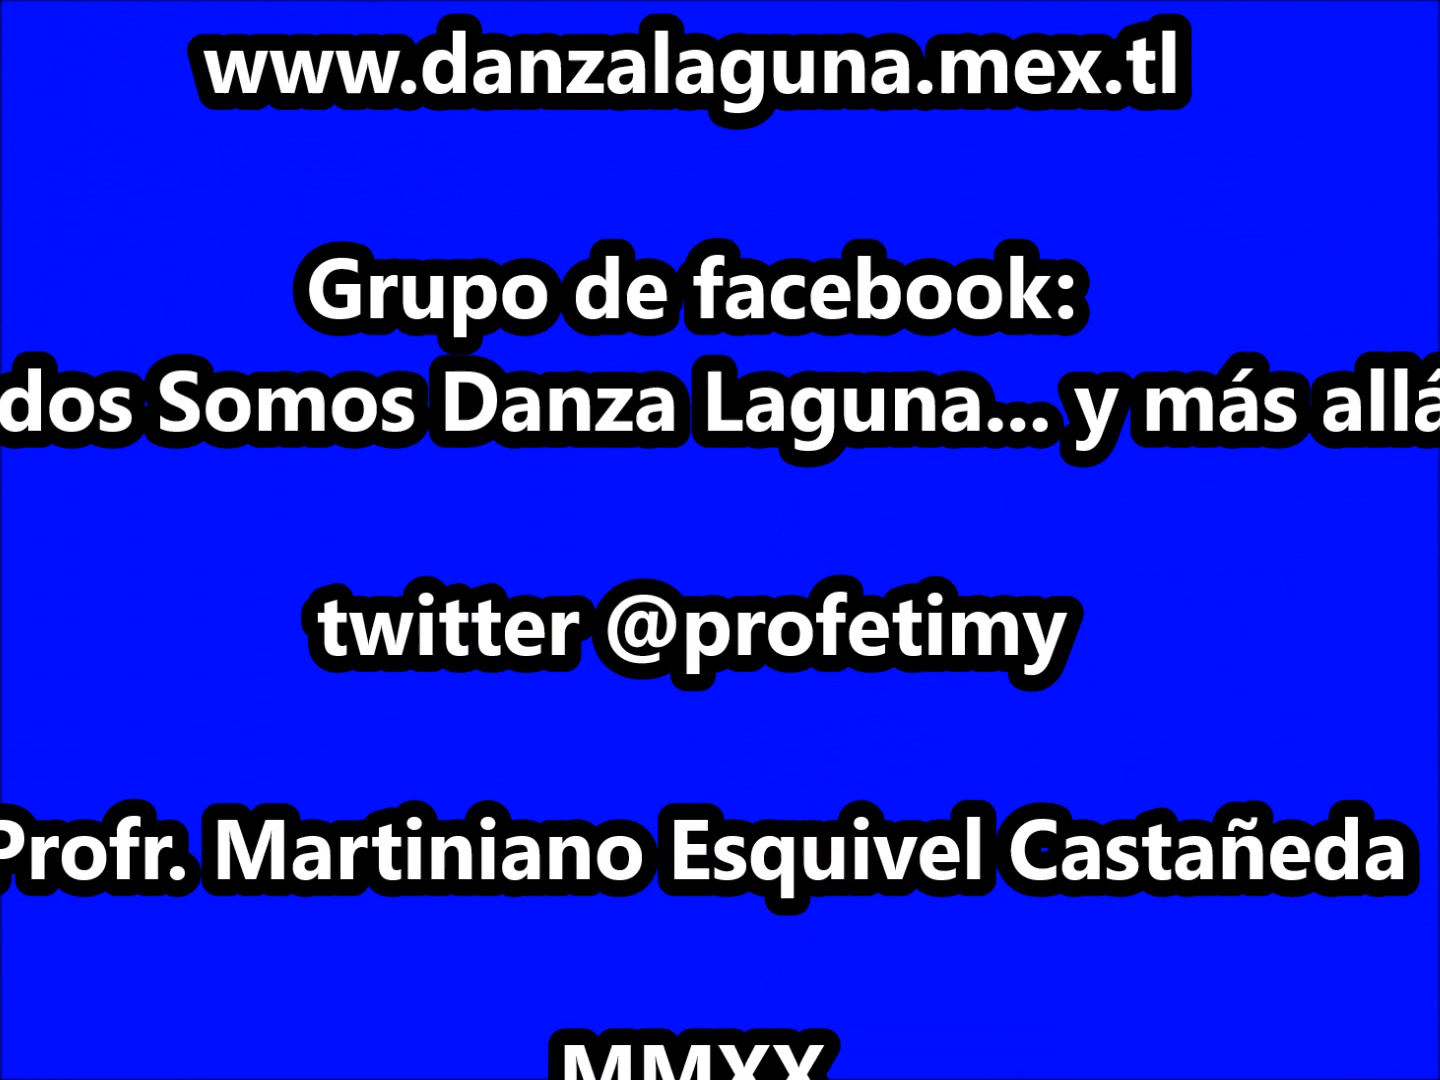 www.danzalaguna.mex.tl
Grupo de facebook:
dos Somos Danza Laguna... y más allá
twitter @profetimy
Profr. Martiniano Esquivel Castañeda
MMXX